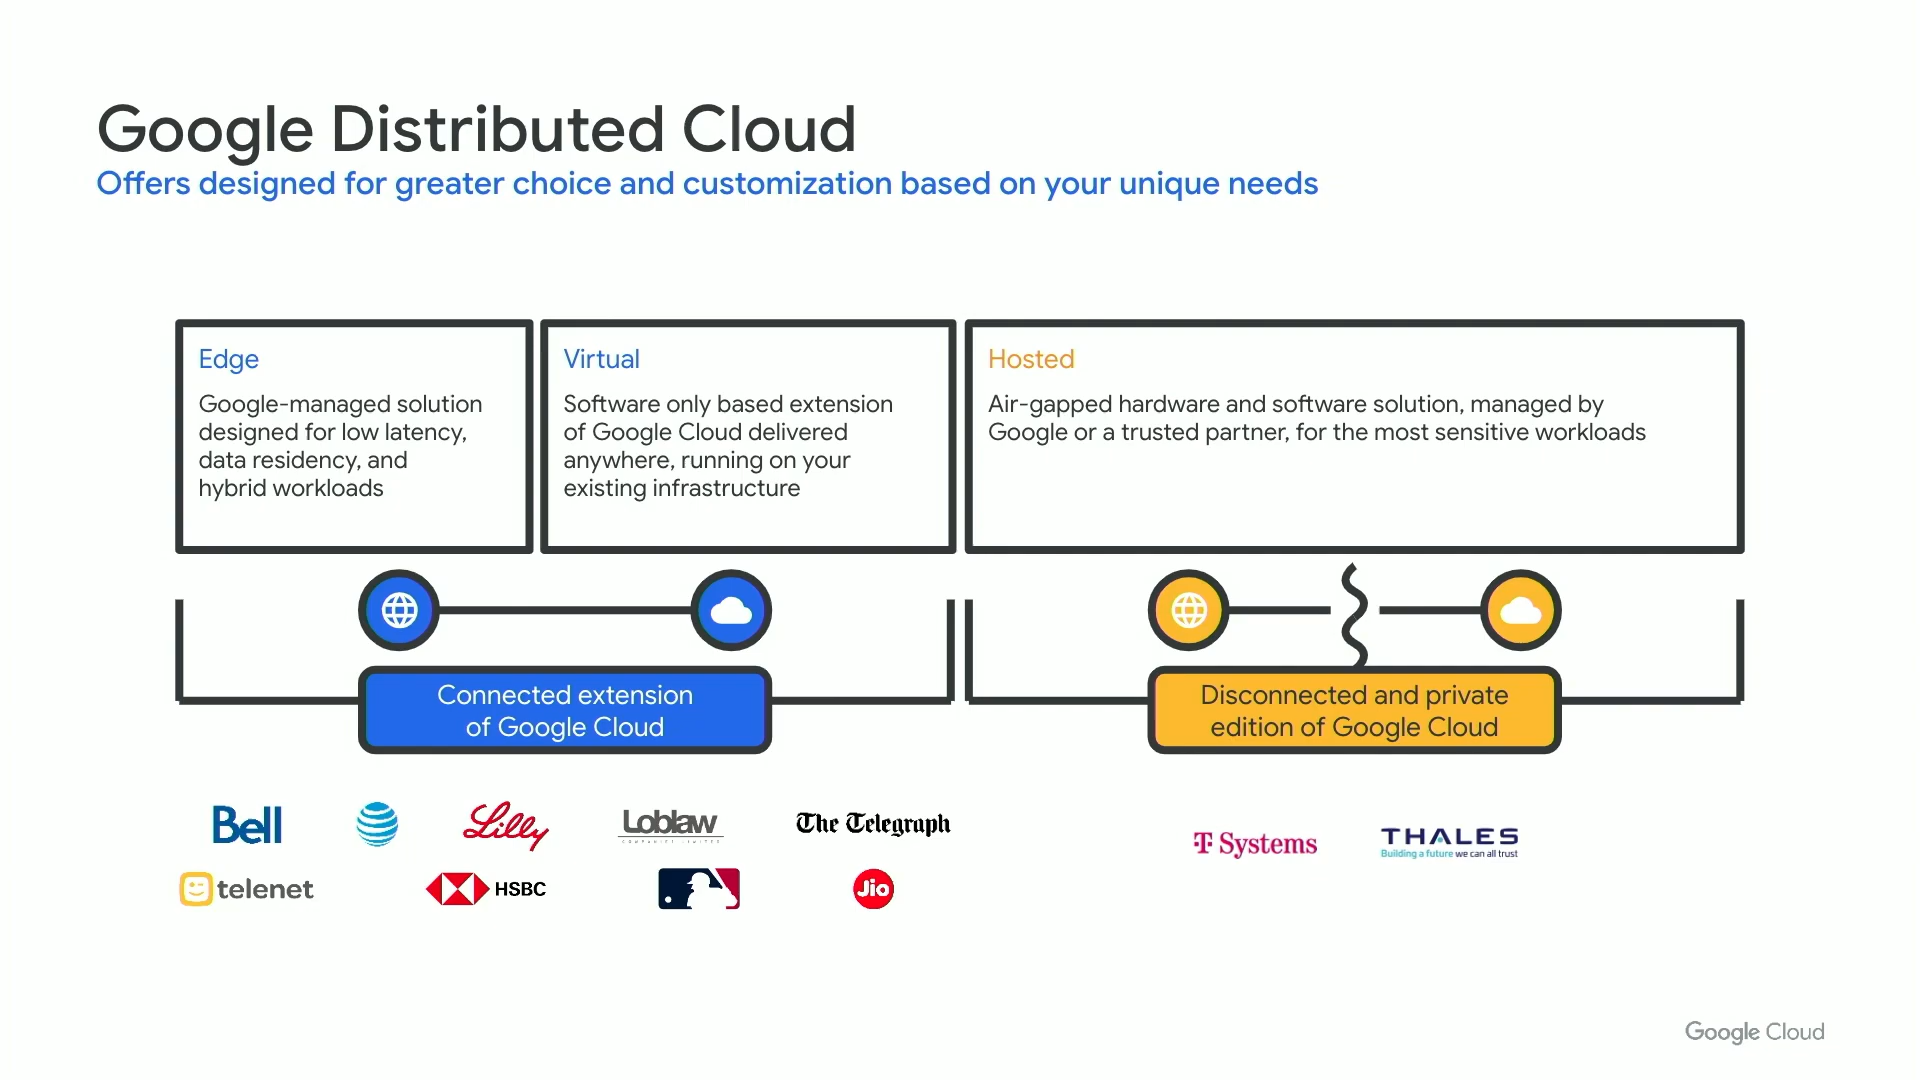 Google Distributed Cloud
Offers designed for greater choice and customization based on your unique needs
Edge
Google-managed solution
designed for low latency,
data residency, and
hybrid workloads
Virtual
Software only based extension
of Google Cloud delivered
anywhere, running on your
existing infrastructure
Hosted
Air-gapped hardware and software solution, managed by
Google or a trusted partner, for the most sensitive workloads
Connected extension
of Google Cloud
Disconnected and private
edition of Google Cloud
Bell
Lilly
Loblaw
COMPANIES LIMITED
The Telegraph
telenet
HSBC
Jio
T Systems
THALES
Building a future we can all trust
Google Cloud